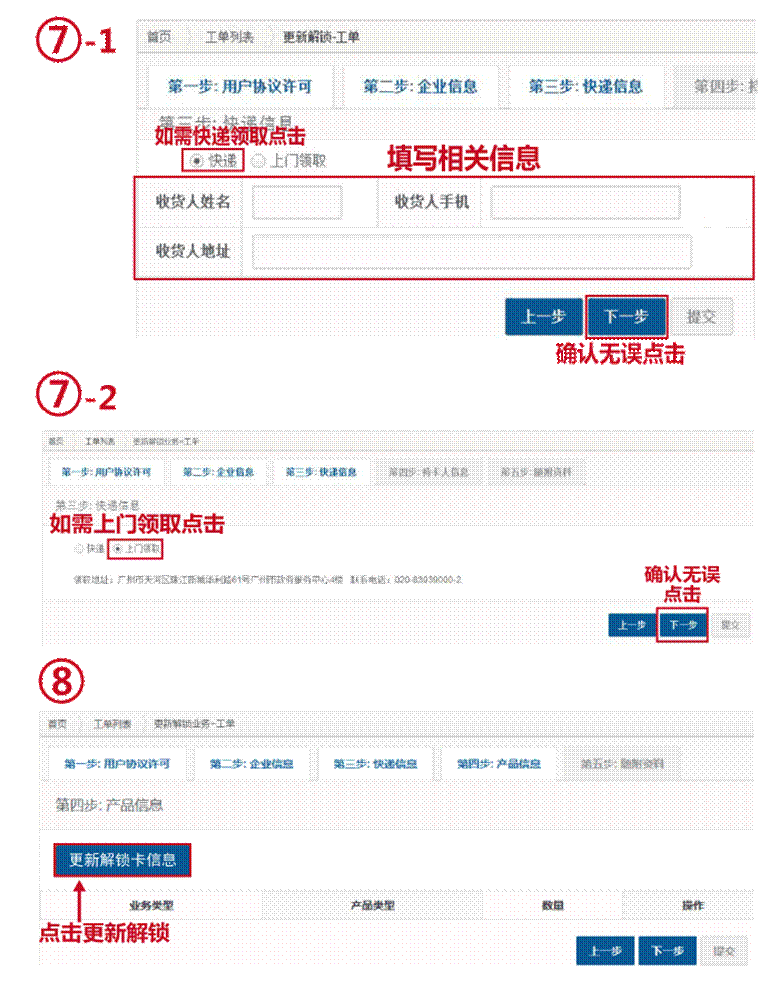 ⑦-1
首页 工单列表 更新解锁-工单
第一步:用户协议许可 第二步:企业信息 第三步:快递信息 第四步:持
第三步:快递信息
如需快递领取点击
快递 上门领取 填写相关信息
收货人姓名 收货人手机
收货人地址
上一步 下一步 提交
确认无误点击
⑦-2
首页 工单列表 更新解锁业务-工单
第一步:用户协议许可 第二步:企业信息 第三步:快递信息 第四步:持卡人信息 第五步:随附资料
第三步:快递信息
如需上门领取点击
快递 上门领取
领取地址：广州市天河区珠江新城华利路61号广州市政务服务中心4楼 联系电话：020-83939000-2
确认无误
点击
上一步 下一步 提交
⑧
首页 工单列表 更新解锁业务-工单
第一步:用户协议许可 第二步:企业信息 第三步:快递信息 第四步:产品信息 第五步:随附资料
第四步:产品信息
更新解锁卡信息
业务类型 产品类型 数量 操作
点击更新解锁
上一步 下一步 提交